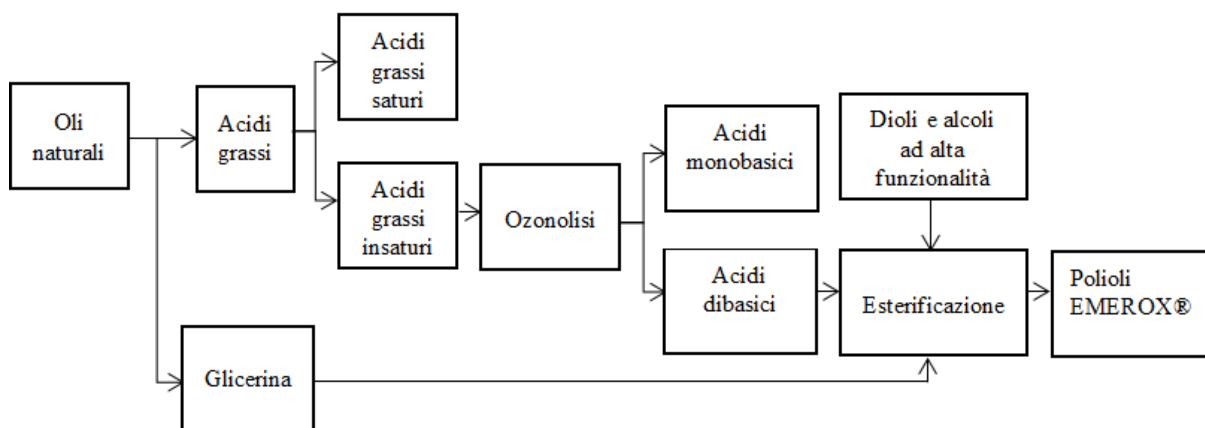 Oli
naturali
Acidi
grassi
Acidi
grassi
saturi
Acidi
grassi
insaturi
Ozonolisi
Acidi
monobasici
Acidi
dibasici
Dioli e alcoli
ad alta
funzionalità
Esterificazione
Polioli
EMEROX®
Glicerina